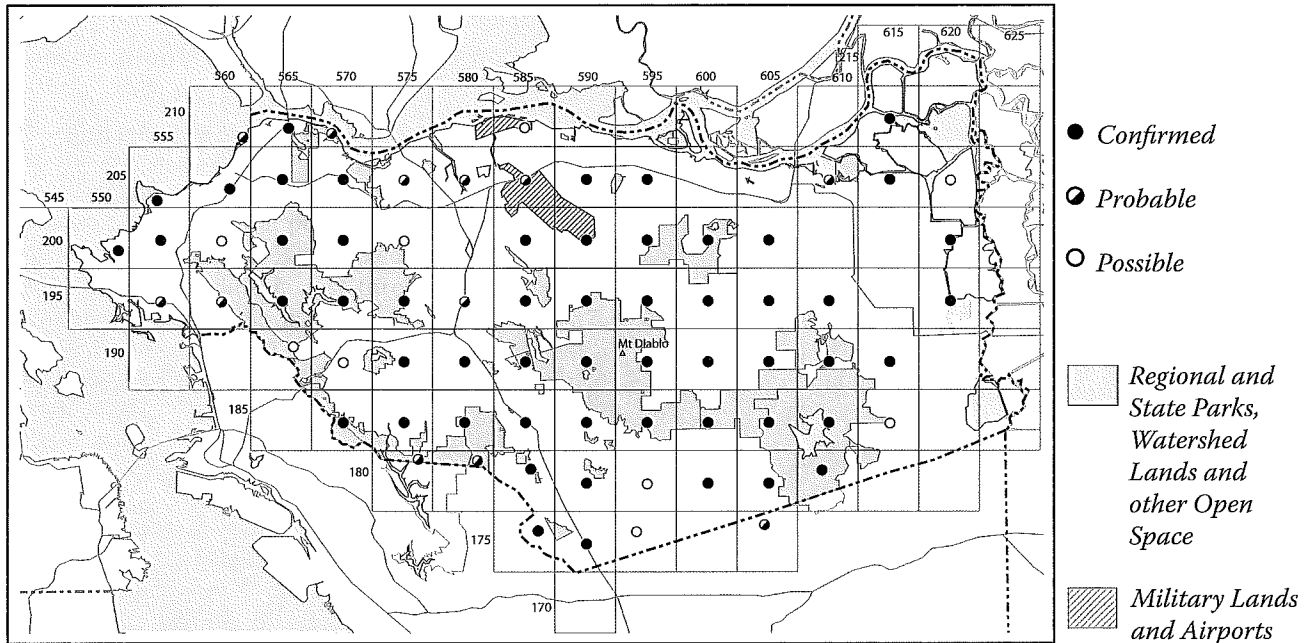 615
620
625
215
610
560
565
570
575
580
585
590
595
600
605
210
555
205
545
550
200
195
190
Mt Diablo
185
180
175
170
Confirmed
Probable
Possible
Regional and
State Parks,
Watershed
Lands and
other Open
Space
Military Lands
and Airports